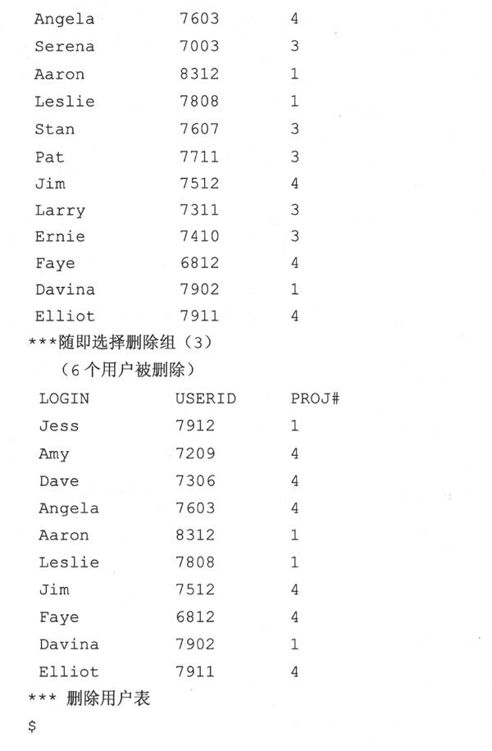 Angela 7603 4
Serena 7003 3
Aaron 8312 1
Leslie 7808 1
Stan 7607 3
Pat 7711 3
Jim 7512 4
Larry 7311 3
Ernie 7410 3
Faye 6812 4
Davina 7902 1
Elliot 7911 4
***随即选择删除组（3）
（6个用户被删除）
LOGIN USERID PROJ#
Jess 7912 1
Amy 7209 4
Dave 7306 4
Angela 7603 4
Aaron 8312 1
Leslie 7808 1
Jim 7512 4
Faye 6812 4
Davina 7902 1
Elliot 7911 4
*** 删除用户表
$